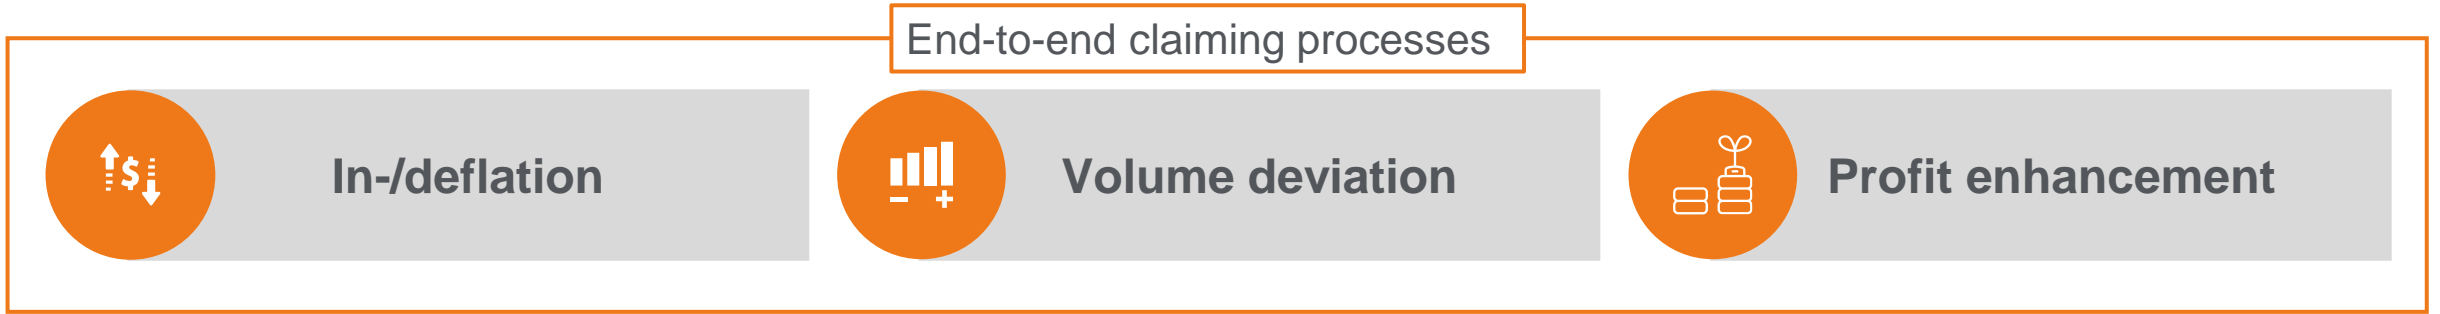 End-to-end claiming processes
In-/deflation
Volume deviation
Profit enhancement